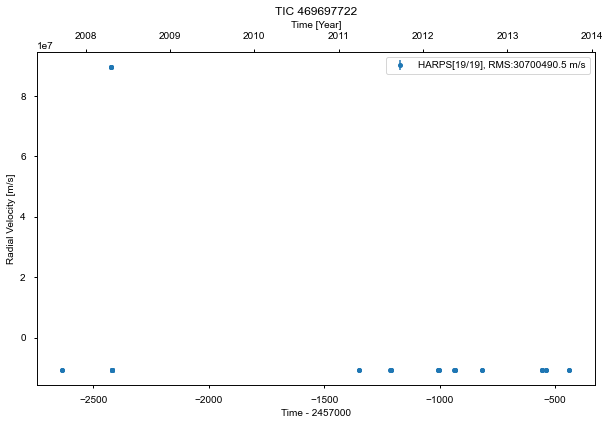 TIC 469697722
Time [Year]
2008 2009 2010 2011 2012 2013 2014
1e7
HARPS[19/19], RMS:30700490.5 m/s
8
6
4
2
0
Radial Velocity [m/s]
−2500 −2000 −1500 −1000 −500
Time - 2457000